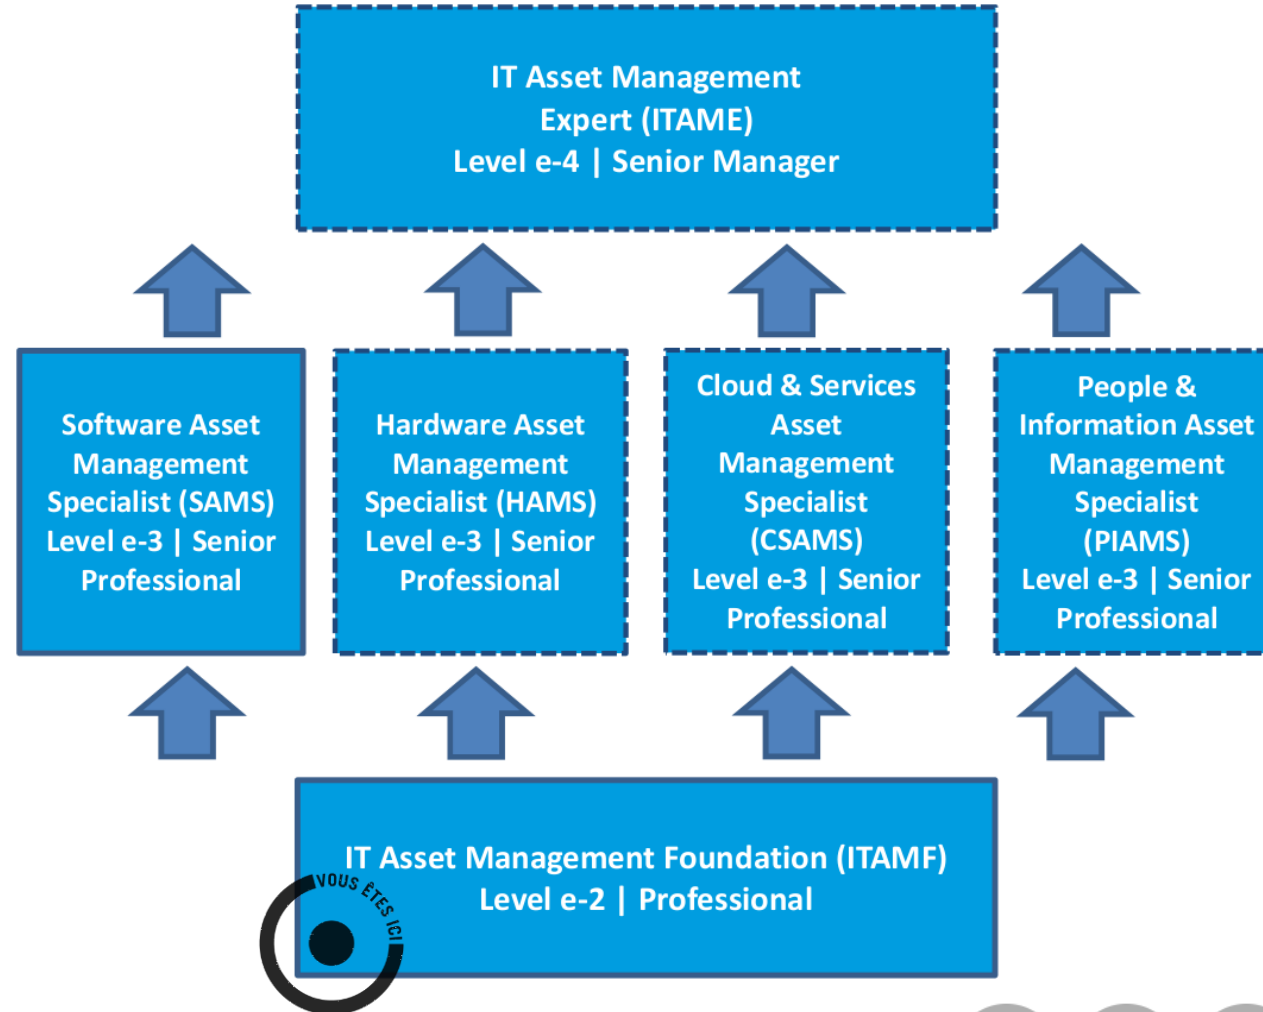 IT Asset Management
Expert (ITAME)
Level e-4 | Senior Manager
Software Asset
Management
Specialist (SAMS)
Level e-3 | Senior
Professional
Hardware Asset
Management
Specialist (HAMS)
Level e-3 | Senior
Professional
Cloud & Services
Asset
Management
Specialist
(CSAMS)
Level e-3 | Senior
Professional
People &
Information Asset
Management
Specialist
(PIAMS)
Level e-3 | Senior
Professional
IT Asset Management Foundation (ITAMF)
Level e-2 | Professional
VOUS ÊTES ICI